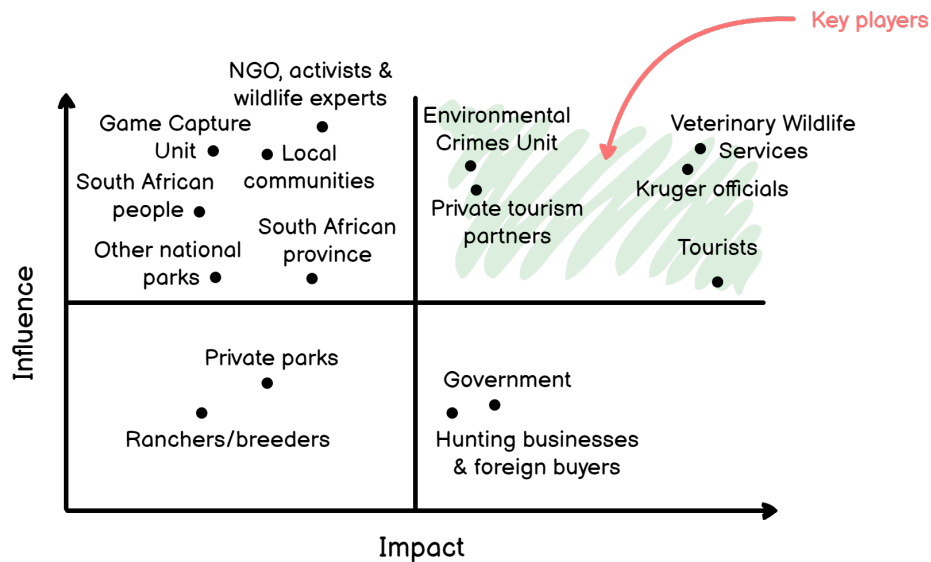 Key players
NGO, activists &
wildlife experts
Game Capture
Unit
Local
communities
South African
people
South African
province
Other national
parks
Environmental
Crimes Unit
Private tourism
partners
Veterinary Wildlife
Services
Kruger officials
Tourists
Influence
Private parks
Ranchers/breeders
Government
Hunting businesses
& foreign buyers
Impact